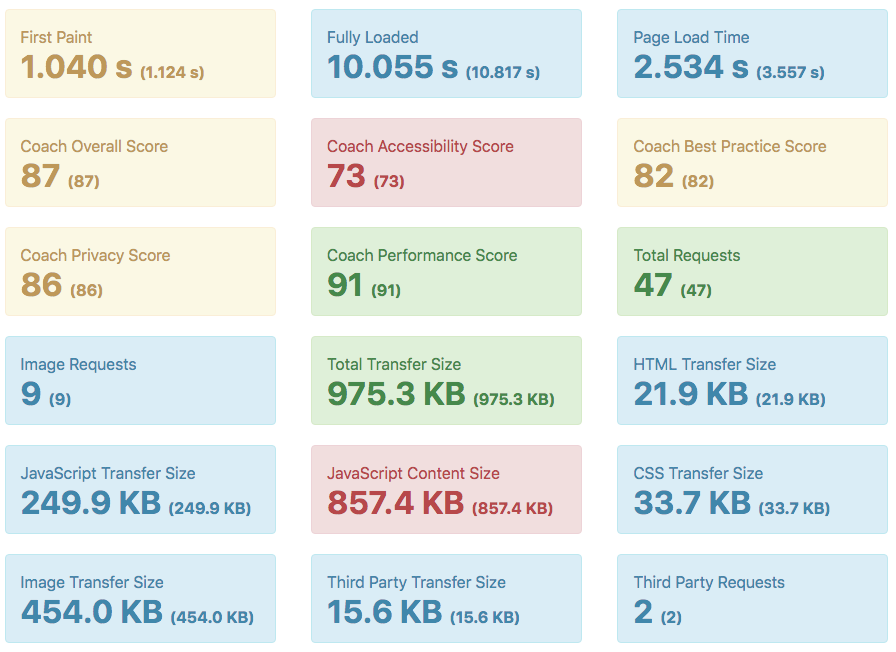 First Paint
1.040 s (1.124 s)
Fully Loaded
10.055 s (10.817 s)
Page Load Time
2.534 s (3.557 s)
Coach Overall Score
87 (87)
Coach Accessibility Score
73 (73)
Coach Best Practice Score
82 (82)
Coach Privacy Score
86 (86)
Coach Performance Score
91 (91)
Total Requests
47 (47)
Image Requests
9 (9)
Total Transfer Size
975.3 KB (975.3 KB)
HTML Transfer Size
21.9 KB (21.9 KB)
JavaScript Transfer Size
249.9 KB (249.9 KB)
JavaScript Content Size
857.4 KB (857.4 KB)
CSS Transfer Size
33.7 KB (33.7 KB)
Image Transfer Size
454.0 KB (454.0 KB)
Third Party Transfer Size
15.6 KB (15.6 KB)
Third Party Requests
2 (2)